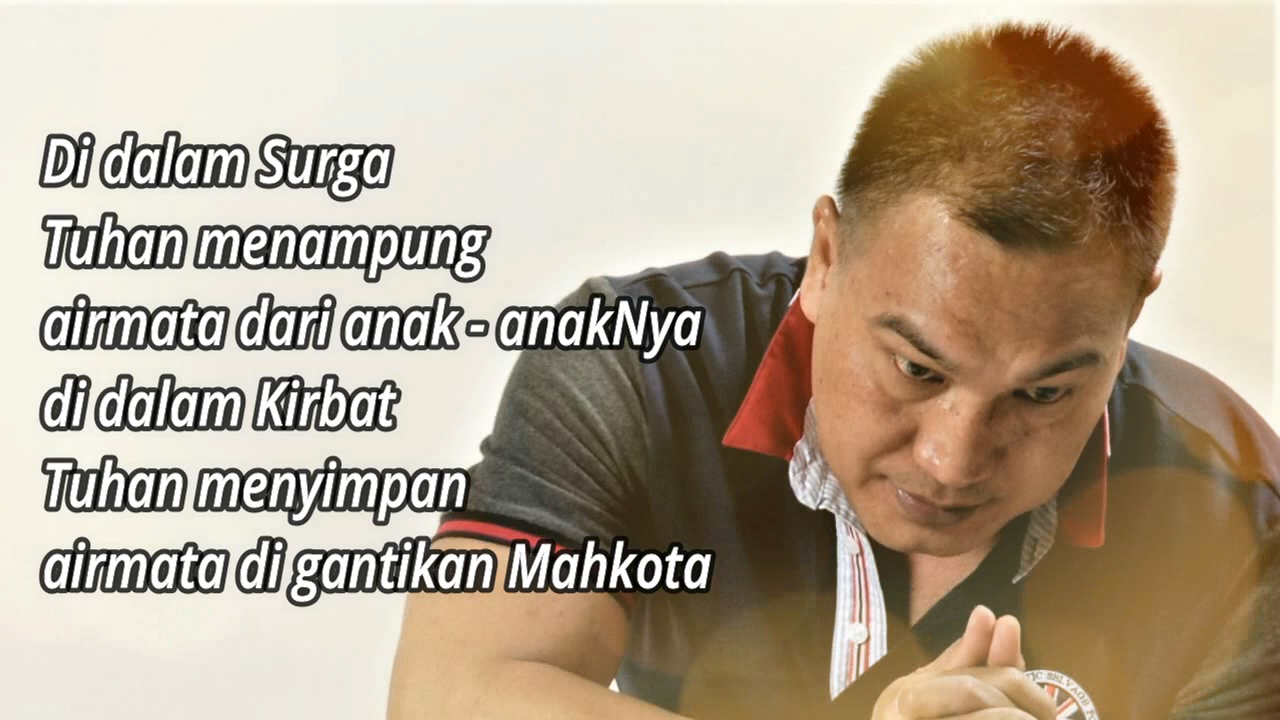 Di dalam Surga
Tuhan menampung
airmata dari anak - anakNya
di dalam Kirbat
Tuhan menyimpan
airmata di gantikan Mahkota